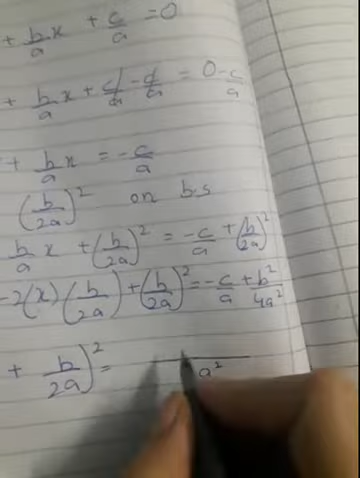 + b/a x + c/a = 0
+ b/a x + c/a - c/a = 0 - c/a
+ b/a x = -c/a
(b/2a)² on b.s
b/a x + (b/2a)² = -c/a + (b/2a)²
-2(x)(b/2a) + (b/2a)² = -c/a + b²/4a²
+ b/2a)² = a²